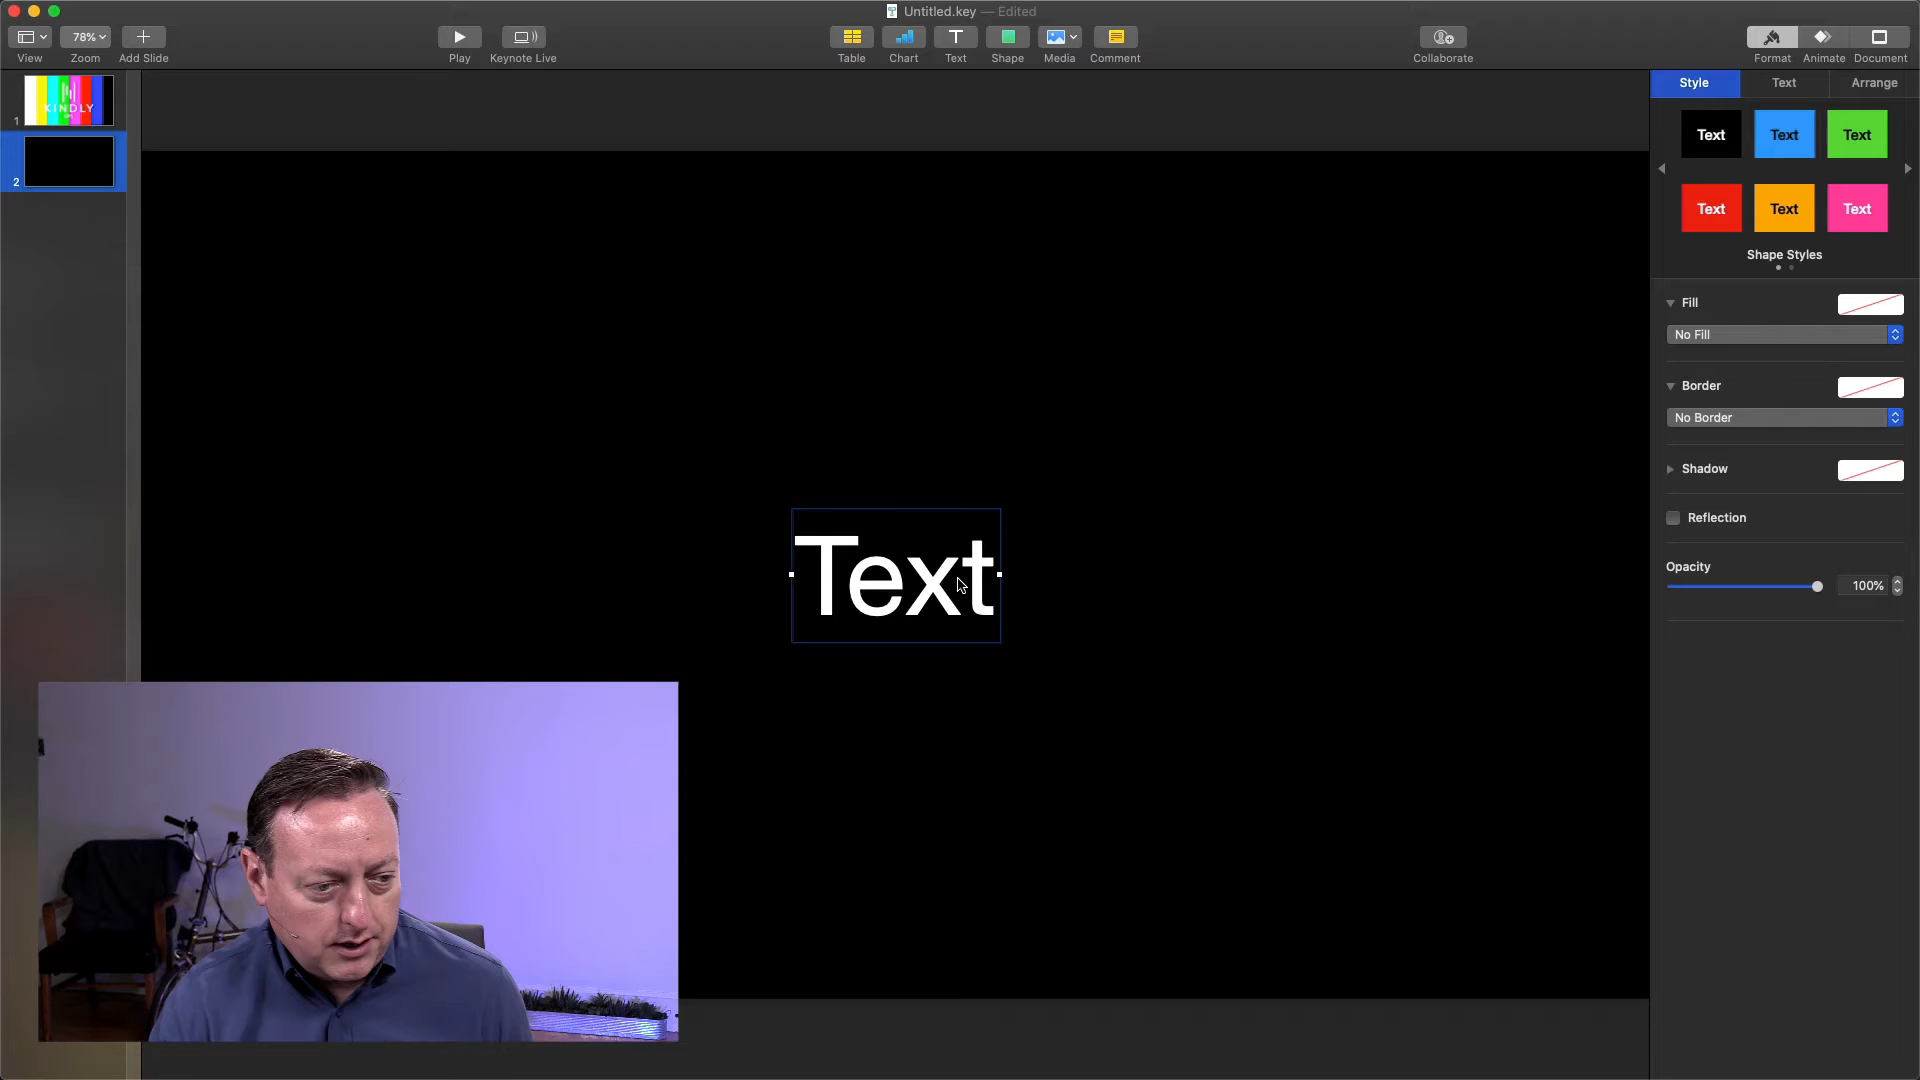 Untitled.key — Edited
78%
View
Zoom
Add Slide
Play
Keynote Live
Table
Chart
Text
Shape
Media
Comment
Collaborate
Format
Animate
Document
1
KINDLY
2
Text
Style
Text
Arrange
Text
Text
Text
Text
Text
Text
Shape Styles
Fill
No Fill
Border
No Border
Shadow
Reflection
Opacity
100%